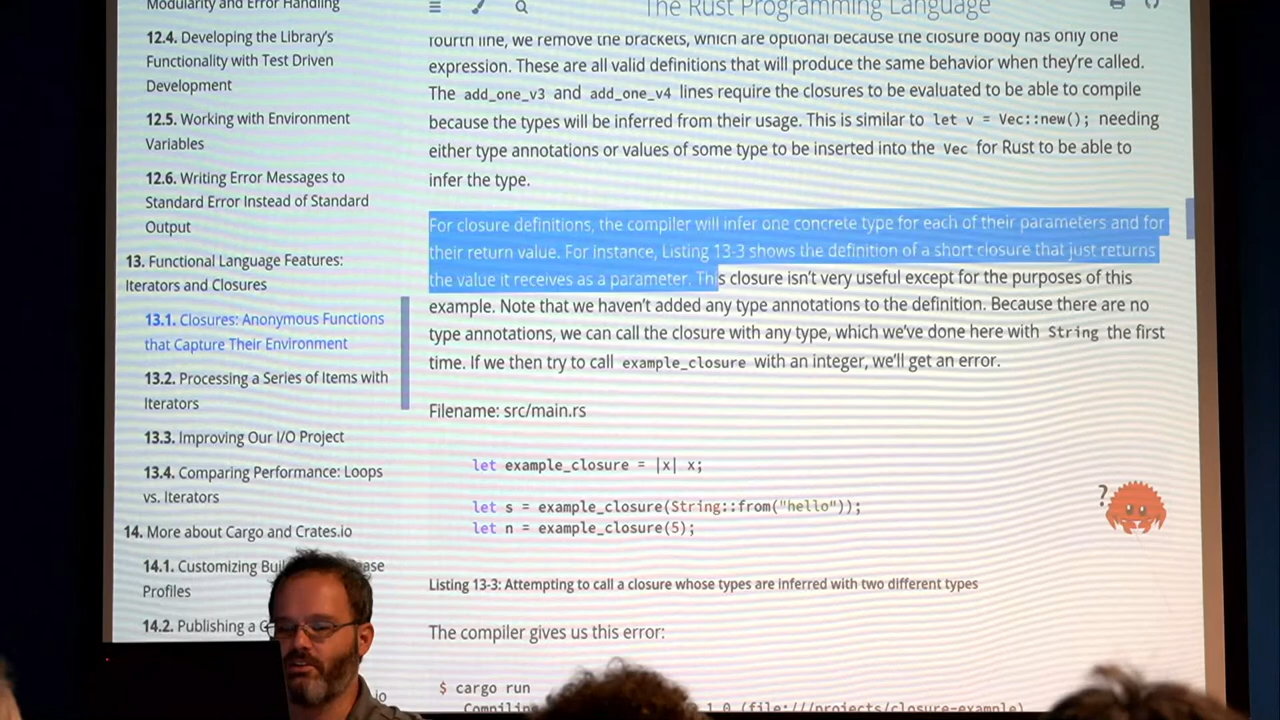 Modularity and Error Handling
12.4. Developing the Library's
Functionality with Test Driven
Development
12.5. Working with Environment
Variables
12.6. Writing Error Messages to
Standard Error Instead of Standard
Output
13. Functional Language Features:
Iterators and Closures
13.1. Closures: Anonymous Functions
that Capture Their Environment
13.2. Processing a Series of Items with
Iterators
13.3. Improving Our I/O Project
13.4. Comparing Performance: Loops
vs. Iterators
14. More about Cargo and Crates.io
14.1. Customizing
Profiles
14.2. Publishing a
The Rust Programming Language
fourth line, we remove the brackets, which are optional because the closure body has only one
expression. These are all valid definitions that will produce the same behavior when they're called.
The add_one_v3 and add_one_v4 lines require the closures to be evaluated to be able to compile
because the types will be inferred from their usage. This is similar to let v = Vec::new(); needing
either type annotations or values of some type to be inserted into the Vec for Rust to be able to
infer the type.
For closure definitions, the compiler will infer one concrete type for each of their parameters and for
their return value. For instance, Listing 13-3 shows the definition of a short closure that just returns
the value it receives as a parameter. This closure isn't very useful except for the purposes of this
example. Note that we haven't added any type annotations to the definition. Because there are no
type annotations, we can call the closure with any type, which we've done here with String the first
time. If we then try to call example_closure with an integer, we'll get an error.
Filename: src/main.rs
let example_closure = |x| x;
let s = example_closure(String::from("hello"));
let n = example_closure(5);
?
Listing 13-3: Attempting to call a closure whose types are inferred with two different types
The compiler gives us this error:
$ cargo run
(file:///projects/closure-example)